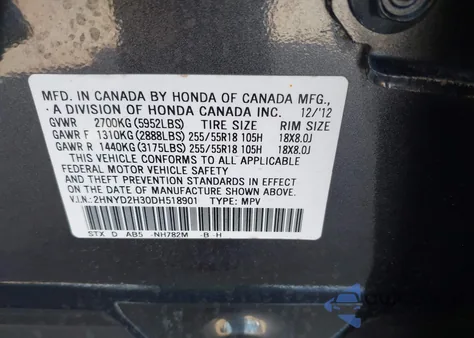 MFD. IN CANADA BY HONDA OF CANADA MFG.,
A DIVISION OF HONDA CANADA INC. 12/'12
GVWR 2700KG(5952LBS) TIRE SIZE RIM SIZE
GAWR F 1310KG(2888LBS) 255/55R18 105H 18X8.0J
GAWR R 1440KG(3175LBS) 255/55R18 105H 18X8.0J
THIS VEHICLE CONFORMS TO ALL APPLICABLE
FEDERAL MOTOR VEHICLE SAFETY AND THEFT
PREVENTION STANDARDS IN EFFECT ON THE
DATE OF MANUFACTURE SHOWN ABOVE.
V.I.N.: 2HNYD2H30DH518901 TYPE: MPV
STX D AB5 -NH782M -B-H